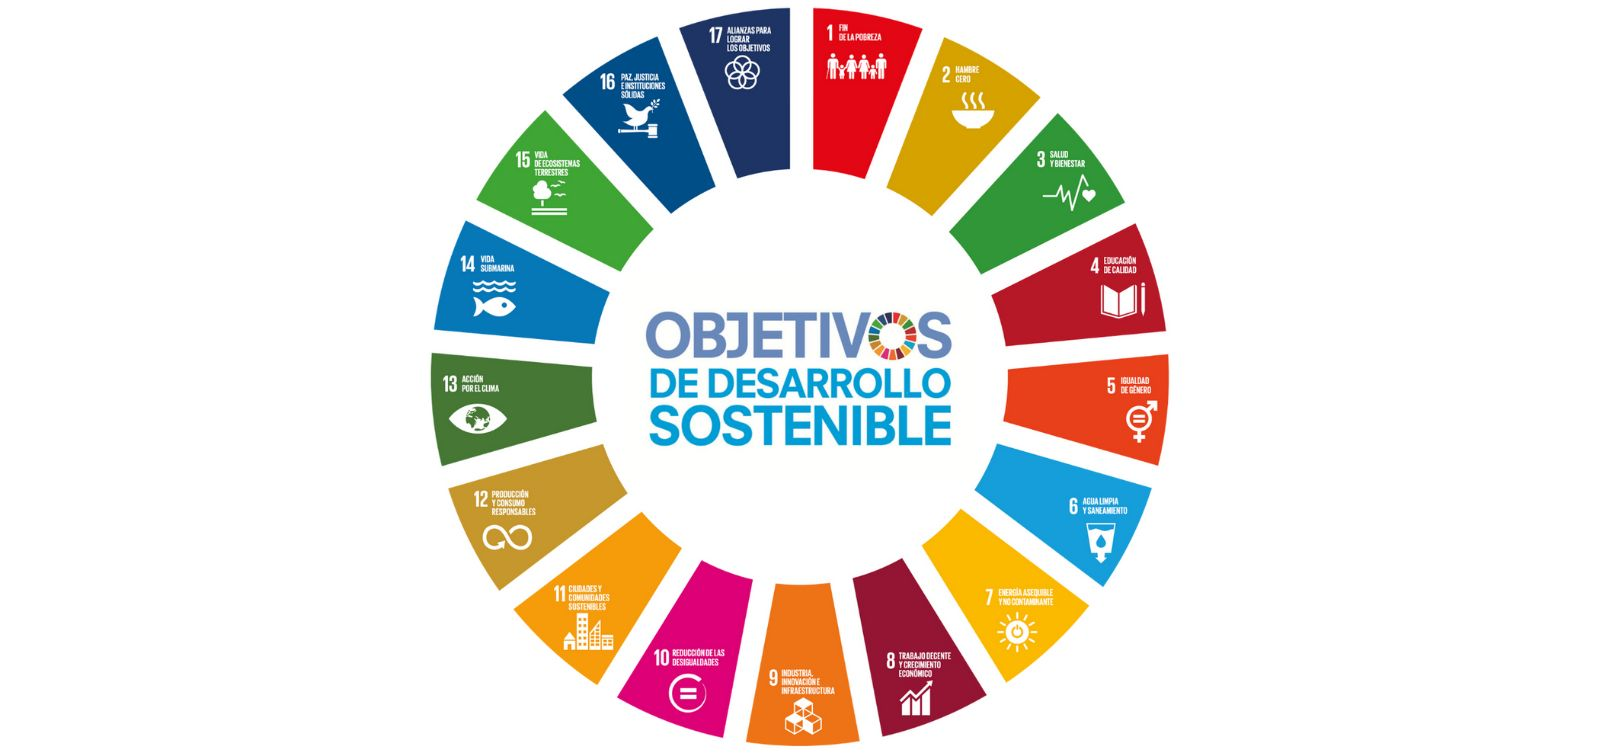 OBJETIVOS
DE DESARROLLO
SOSTENIBLE
1 FIN
DE LA POBREZA
2 HAMBRE
CERO
3 SALUD
Y BIENESTAR
4 EDUCACIÓN
DE CALIDAD
5 IGUALDAD
DE GÉNERO
6 AGUA LIMPIA
Y SANEAMIENTO
7 ENERGÍA ASEQUIBLE
Y NO CONTAMINANTE
8 TRABAJO DECENTE
Y CRECIMIENTO
ECONÓMICO
9 INDUSTRIA,
INNOVACIÓN E
INFRAESTRUCTURA
10 REDUCCIÓN DE LAS
DESIGUALDADES
11 CIUDADES Y
COMUNIDADES
SOSTENIBLES
12 PRODUCCIÓN
Y CONSUMO
RESPONSABLES
13 ACCIÓN
POR EL CLIMA
14 VIDA
SUBMARINA
15 VIDA
DE ECOSISTEMAS
TERRESTRES
16 PAZ, JUSTICIA
E INSTITUCIONES
SÓLIDAS
17 ALIANZAS PARA
LOGRAR
LOS OBJETIVOS